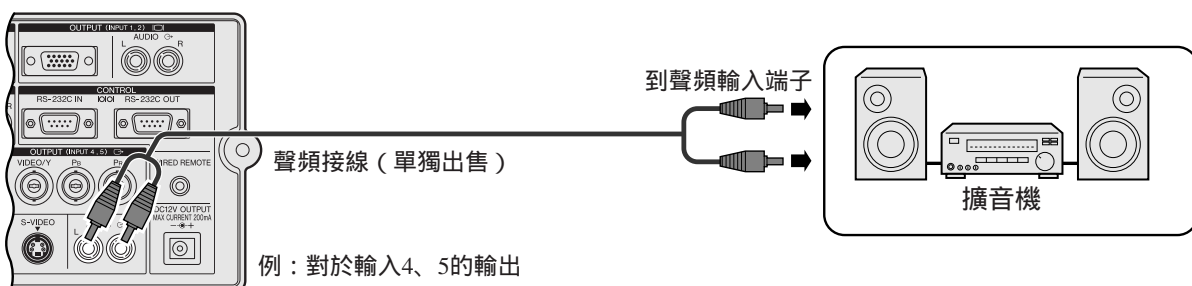 OUTPUT (INPUT 1, 2)
AUDIO
L R
CONTROL
RS-232C IN IOIOI RS-232C OUT
R
OUTPUT (INPUT 4, 5)
VIDEO/Y PB PR
WIRED REMOTE
DC12V OUTPUT
MAX CURRENT 200mA
S-VIDEO
L
聲頻接線(單獨出售)
到聲頻輸入端子
擴音機
例:對於輸入4、5的輸出